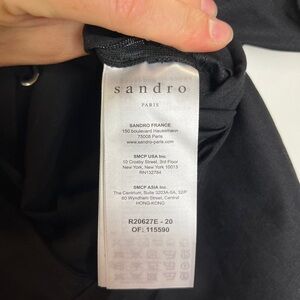 sandro
PARIS
SANDRO FRANCE
150 boulevard Haussmann
75008 Paris
www.sandro-paris.com
SMCP USA Inc.
10 Crosby Street, 3rd Floor
New York, New York 10013
RN132784
SMCP ASIA Inc.
The Centrium, Suite 3203A-5A, 32/F
60 Wyndham Street, Central
HONG-KONG
R20627E - 20
OF: 115590